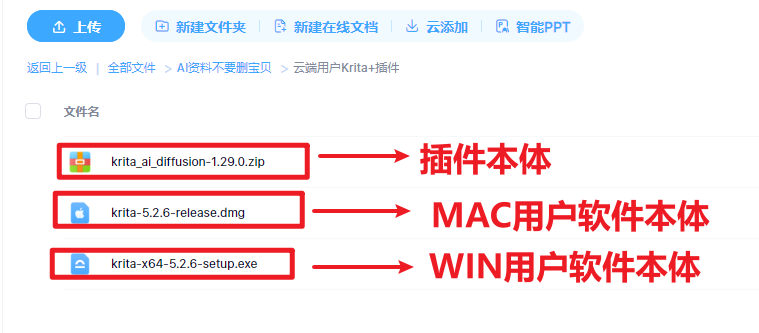 上传 新建文件夹 新建在线文档 云添加 智能PPT
返回上一级 | 全部文件 > AI资料不要删宝贝 > 云端用户Krita+插件
文件名
krita_ai_diffusion-1.29.0.zip 插件本体
krita-5.2.6-release.dmg MAC用户软件本体
krita-x64-5.2.6-setup.exe WIN用户软件本体